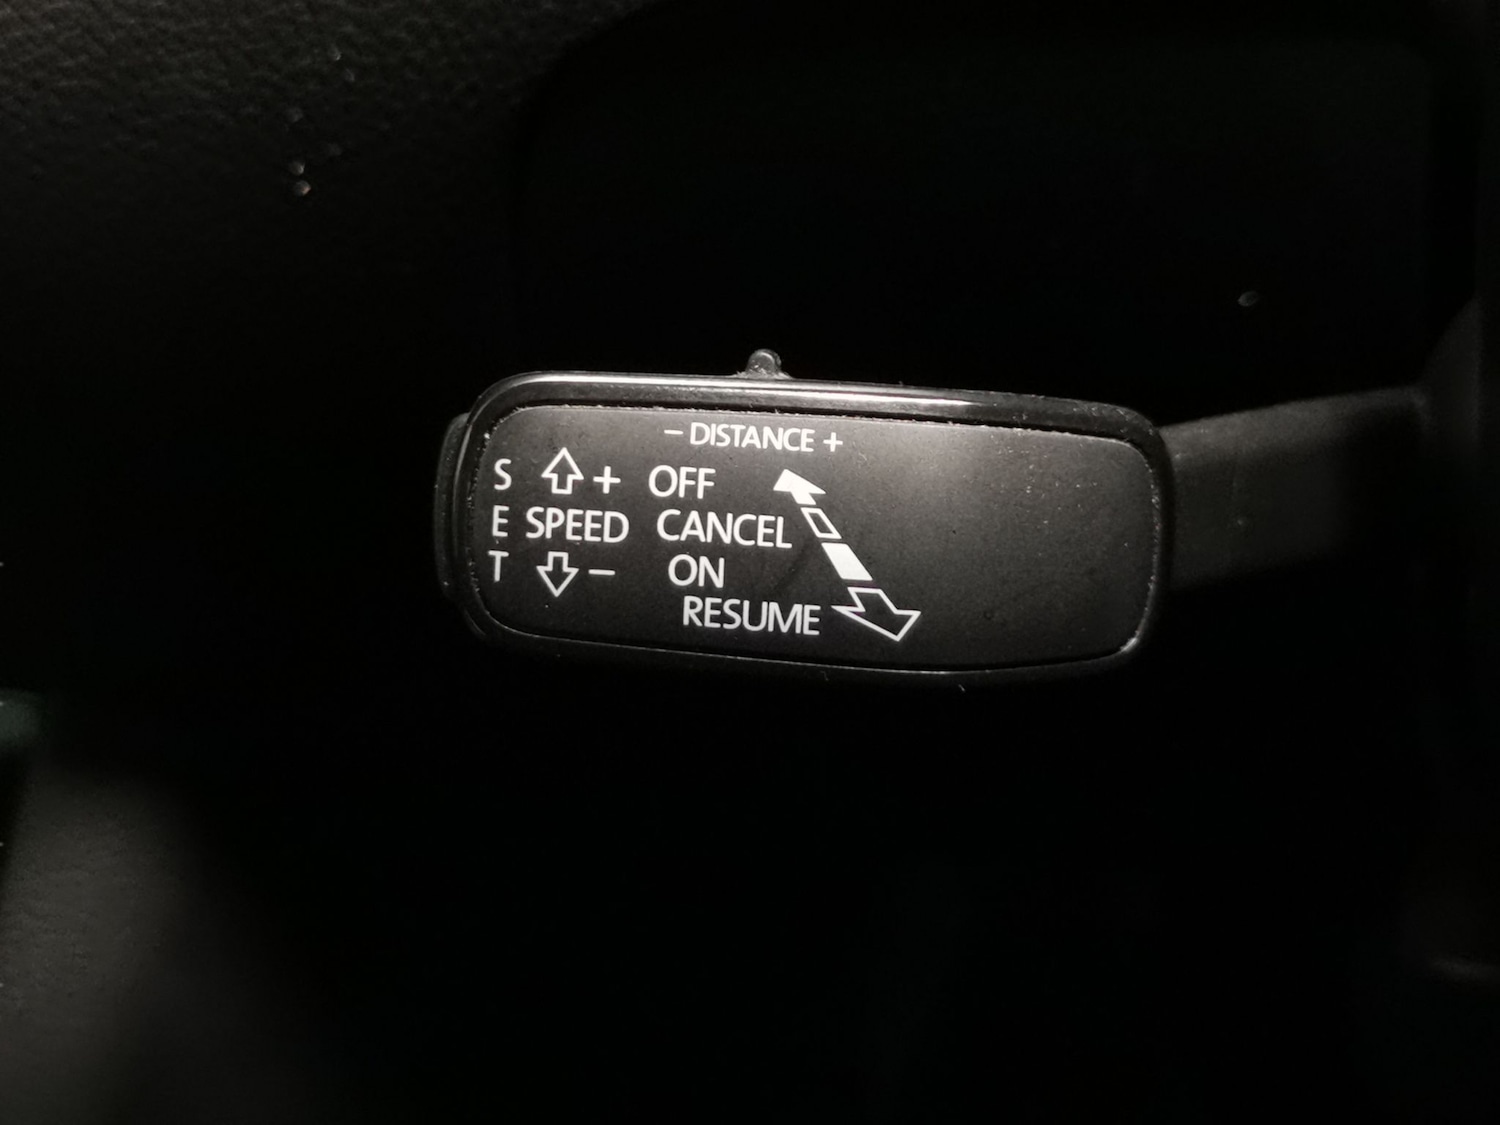 - DISTANCE +
S + OFF
E SPEED CANCEL
T - ON
RESUME